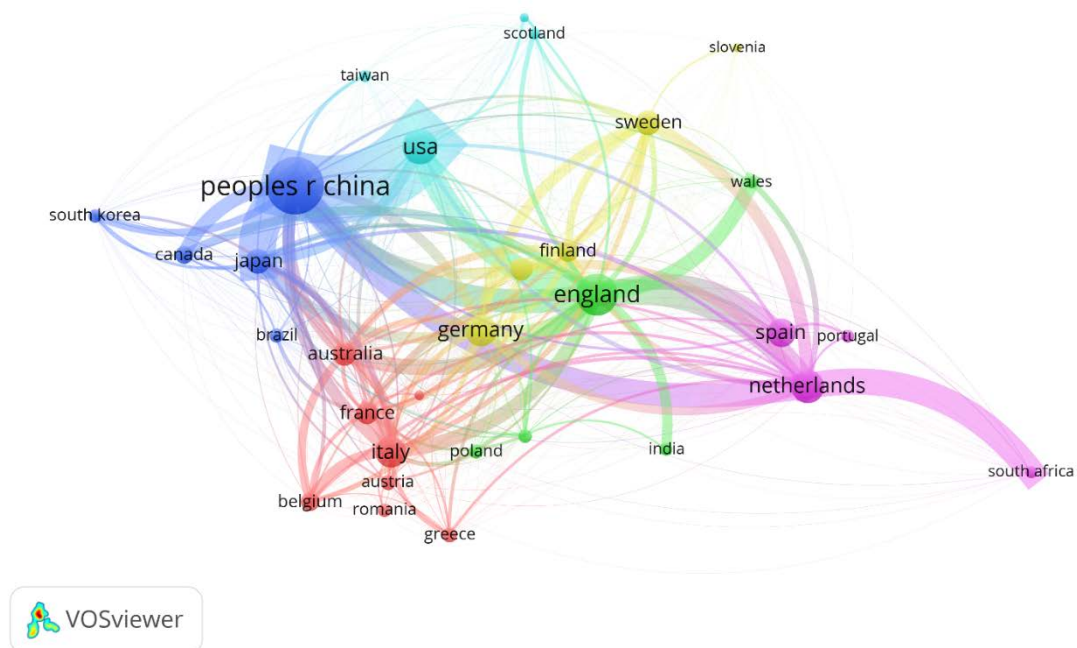 scotland
slovenia
taiwan
sweden
usa
peoples r china
wales
south korea
canada
japan
finland
england
brazil
germany
spain
portugal
australia
netherlands
france
italy
poland
india
south africa
austria
belgium
romania
greece
VOSviewer